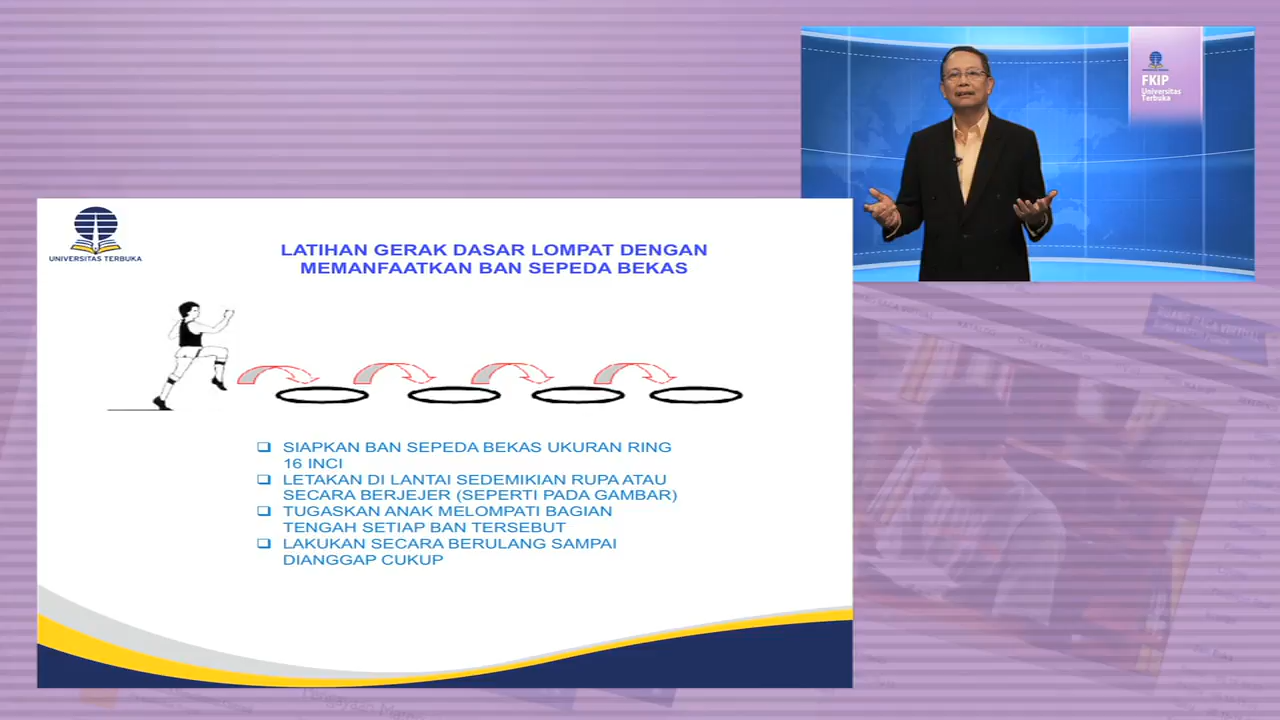 FKIP
Universitas
Terbuka
UNIVERSITAS TERBUKA
LATIHAN GERAK DASAR LOMPAT DENGAN
MEMANFAATKAN BAN SEPEDA BEKAS
❑ SIAPKAN BAN SEPEDA BEKAS UKURAN RING
16 INCI
❑ LETAKAN DI LANTAI SEDEMIKIAN RUPA ATAU
SECARA BERJEJER (SEPERTI PADA GAMBAR)
❑ TUGASKAN ANAK MELOMPATI BAGIAN
TENGAH SETIAP BAN TERSEBUT
❑ LAKUKAN SECARA BERULANG SAMPAI
DIANGGAP CUKUP